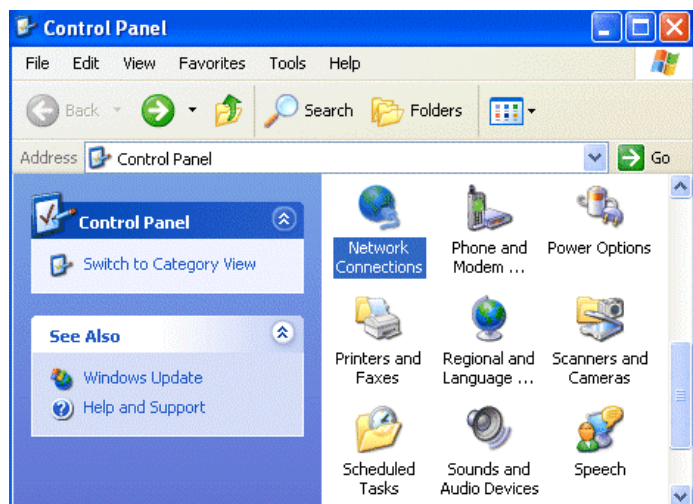 Control Panel
File Edit View Favorites Tools Help
Back Search Folders
Address Control Panel Go
Control Panel
Switch to Category View
See Also
Windows Update
Help and Support
Network Connections
Phone and Modem ...
Power Options
Printers and Faxes
Regional and Language ...
Scanners and Cameras
Scheduled Tasks
Sounds and Audio Devices
Speech